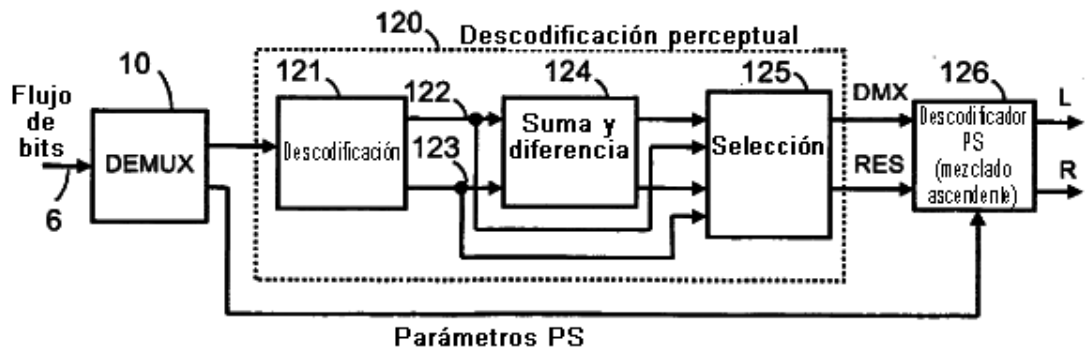 120
Descodificación perceptual
10
121
122
124
125
DMX
126
L
Flujo
de
bits
6
DEMUX
Descodificación
123
Suma y
diferencia
Selección
RES
Descodificador
PS
(mezclado
ascendente)
R
Parámetros PS